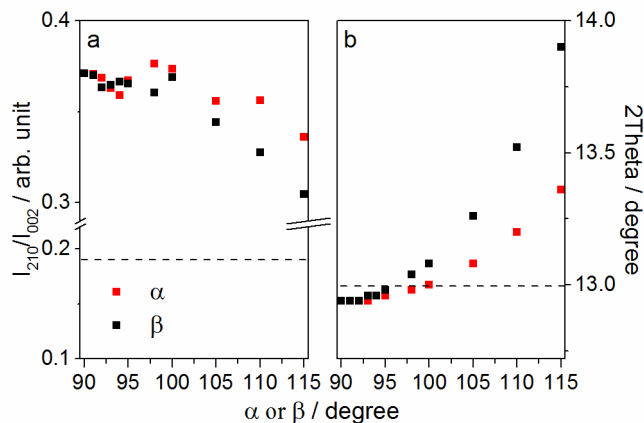 a
b
0.4
0.3
0.2
0.1
I210/I002 / arb. unit
α
β
90 95 100 105 110 115
90 95 100 105 110 115
14.0
13.5
13.0
2Theta / degree
α or β / degree